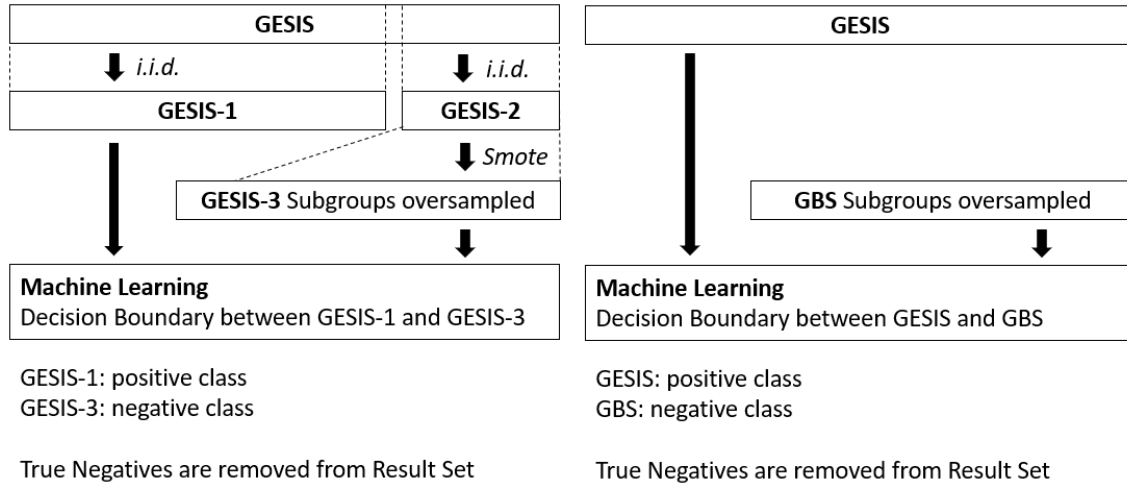 GESIS
i.i.d.
i.i.d.
GESIS-1
GESIS-2
Smote
GESIS-3 Subgroups oversampled
Machine Learning
Decision Boundary between GESIS-1 and GESIS-3
GESIS-1: positive class
GESIS-3: negative class
True Negatives are removed from Result Set
GESIS
GBS Subgroups oversampled
Machine Learning
Decision Boundary between GESIS and GBS
GESIS: positive class
GBS: negative class
True Negatives are removed from Result Set